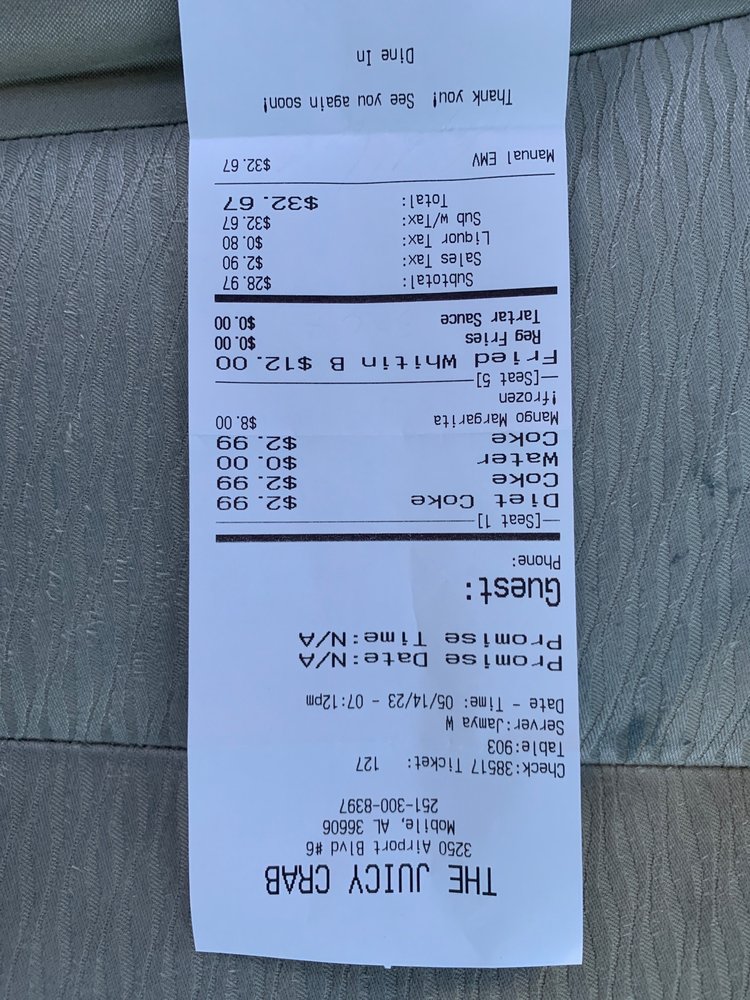 THE JUICY CRAB
3250 Airport Blvd #6
Mobile, AL 36606
251-300-8397
Check:38517 Ticket: 127
Table:903
Server:Jamya W
Date - Time: 05/14/23 - 07:12pm
Promise Date:N/A
Promise Time:N/A
Guest:
Phone:
[Seat 1]
Diet Coke $2.99
Coke $2.99
Water $0.00
Coke $2.99
Mango Margarita $8.00
!frozen
[Seat 5]
Fried Whitin B $12.00
Reg Fries $0.00
Tartar Sauce $0.00
Subtotal: $28.97
Sales Tax: $2.90
Liquor Tax: $0.80
Sub w/Tax: $32.67
Total: $32.67
Manual EMV $32.67
Thank you! See you again soon!
Dine In